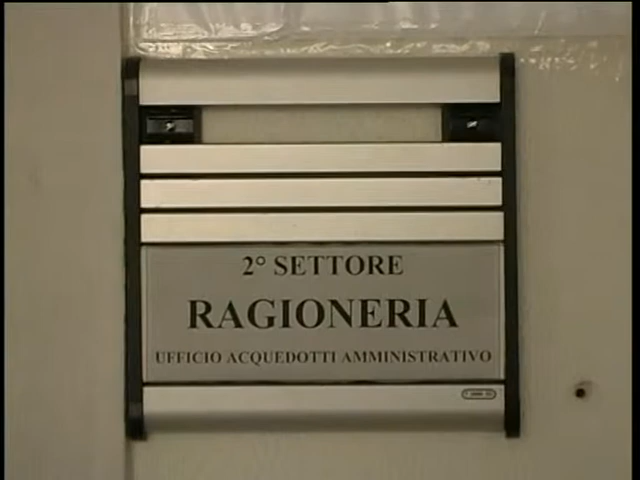 2° SETTORE
RAGIONERIA
UFFICIO ACQUEDOTTI AMMINISTRATIVO